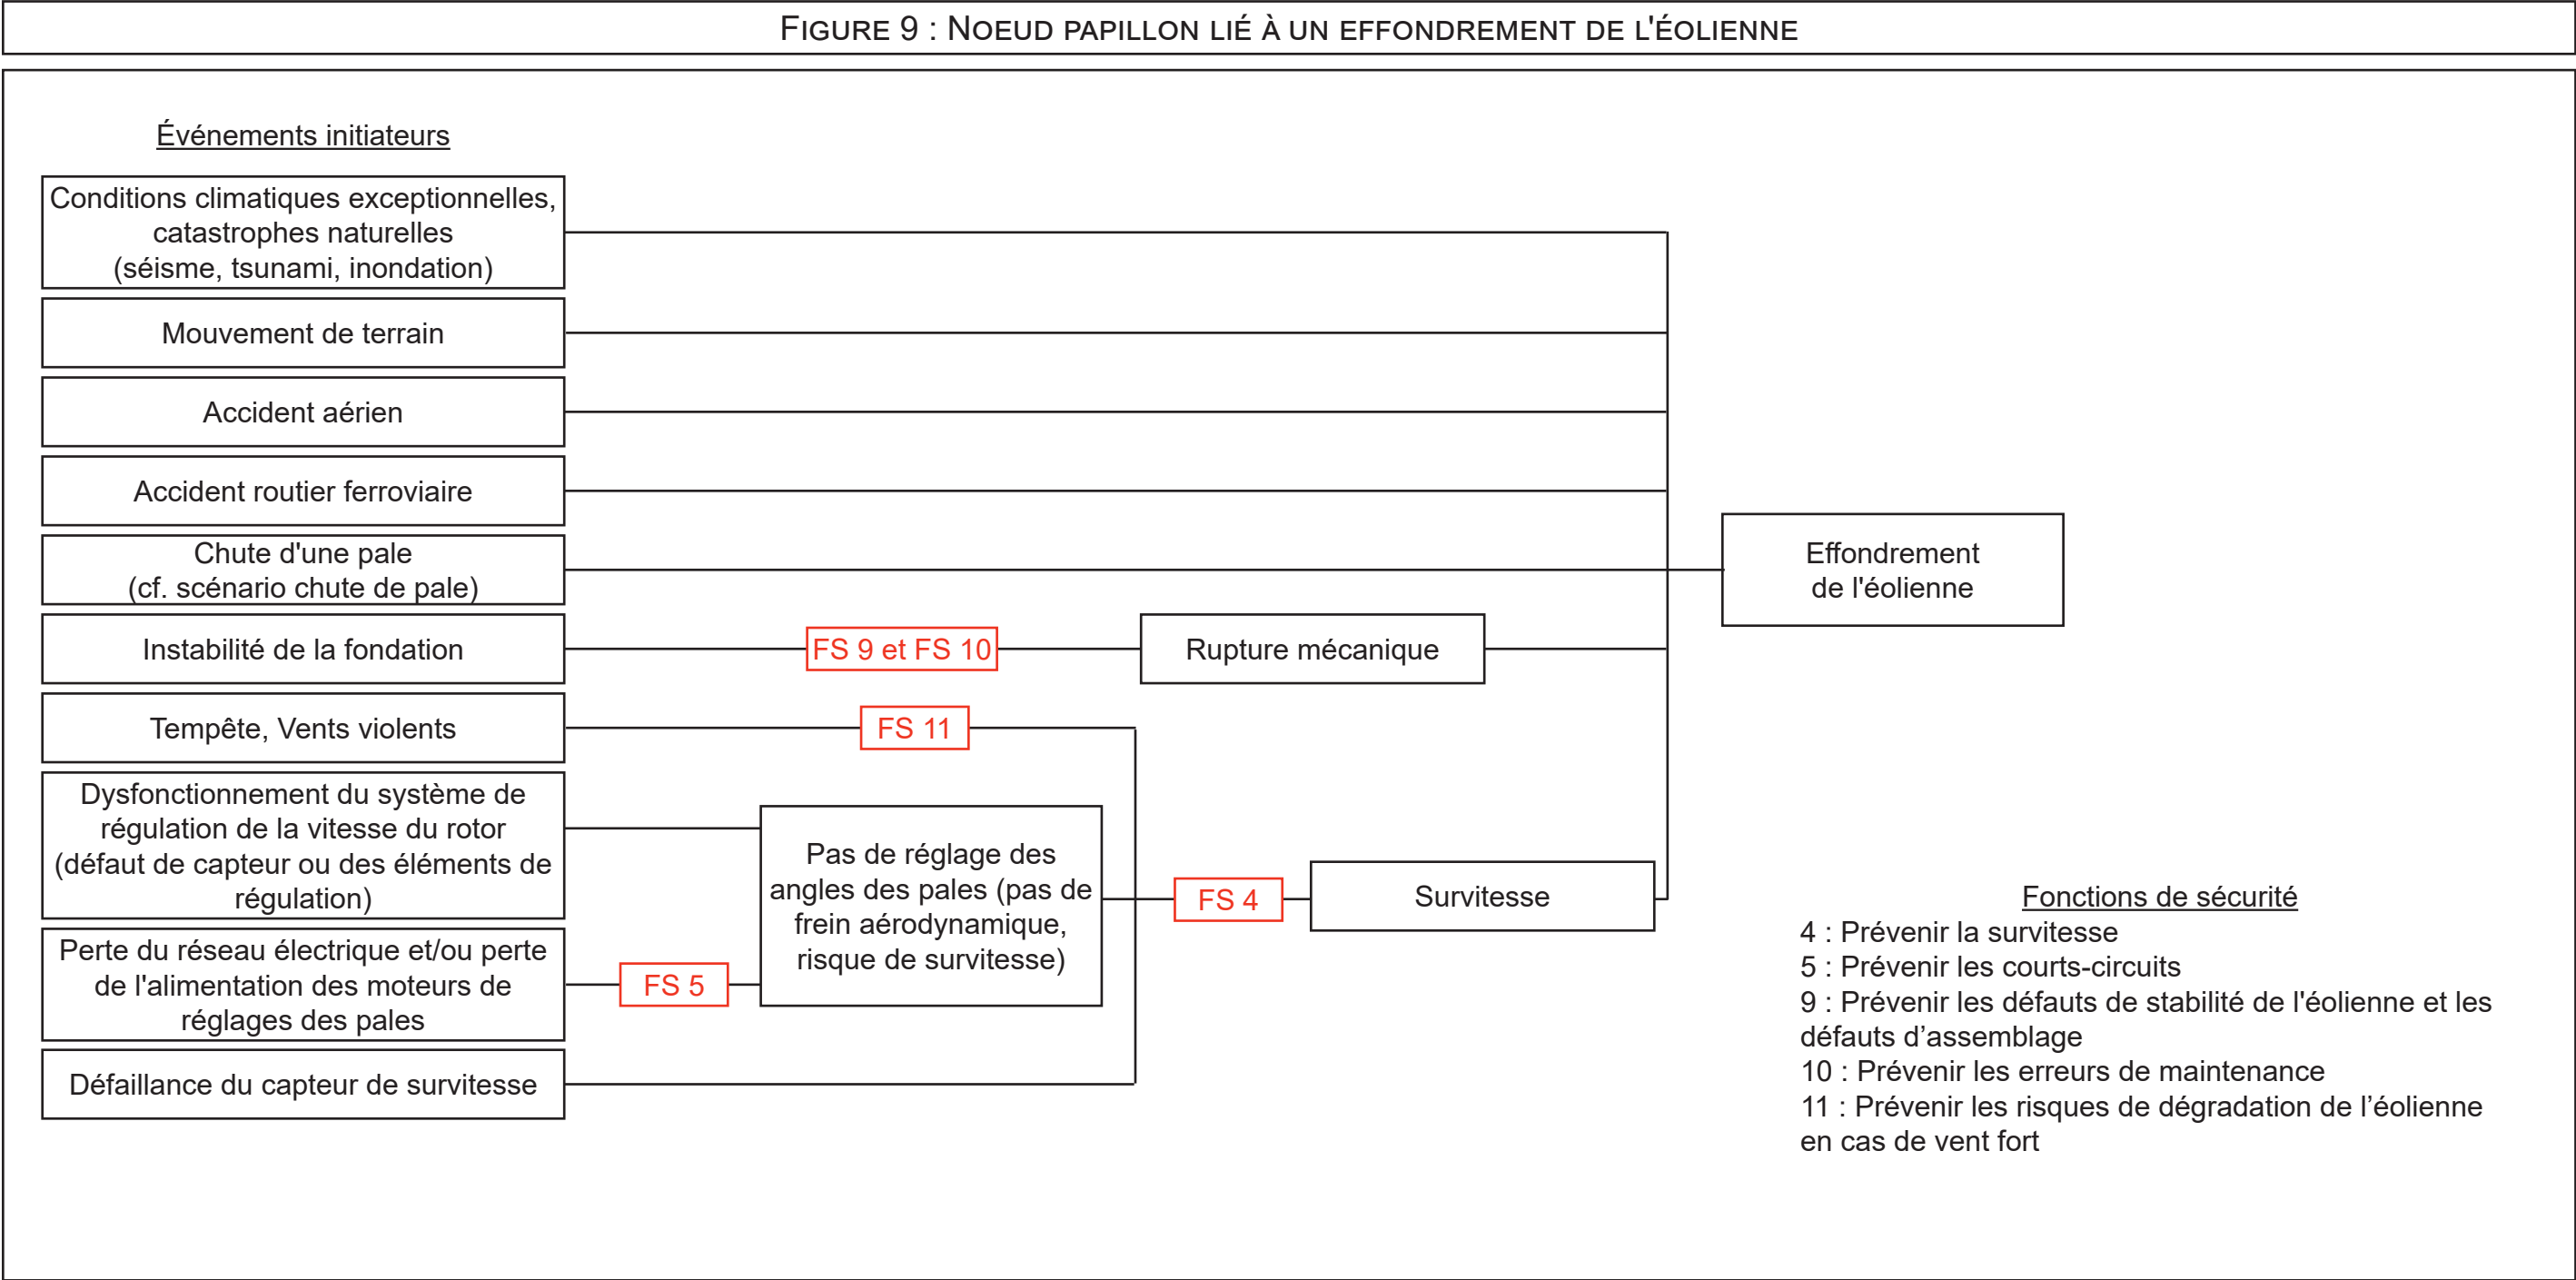 FIGURE 9 : NOEUD PAPILLON LIÉ À UN EFFONDREMENT DE L'ÉOLIENNE
Événements initiateurs
Conditions climatiques exceptionnelles,
catastrophes naturelles
(séisme, tsunami, inondation)
Mouvement de terrain
Accident aérien
Accident routier ferroviaire
Chute d'une pale
(cf. scénario chute de pale)
Effondrement
de l'éolienne
Instabilité de la fondation
FS 9 et FS 10
Rupture mécanique
Tempête, Vents violents
FS 11
Dysfonctionnement du système de
régulation de la vitesse du rotor
(défaut de capteur ou des éléments de
régulation)
Pas de réglage des
angles des pales (pas de
frein aérodynamique,
risque de survitesse)
FS 4
Survitesse
Perte du réseau électrique et/ou perte
de l'alimentation des moteurs de
réglages des pales
FS 5
Défaillance du capteur de survitesse
Fonctions de sécurité
4 : Prévenir la survitesse
5 : Prévenir les courts-circuits
9 : Prévenir les défauts de stabilité de l'éolienne et les
défauts d’assemblage
10 : Prévenir les erreurs de maintenance
11 : Prévenir les risques de dégradation de l’éolienne
en cas de vent fort